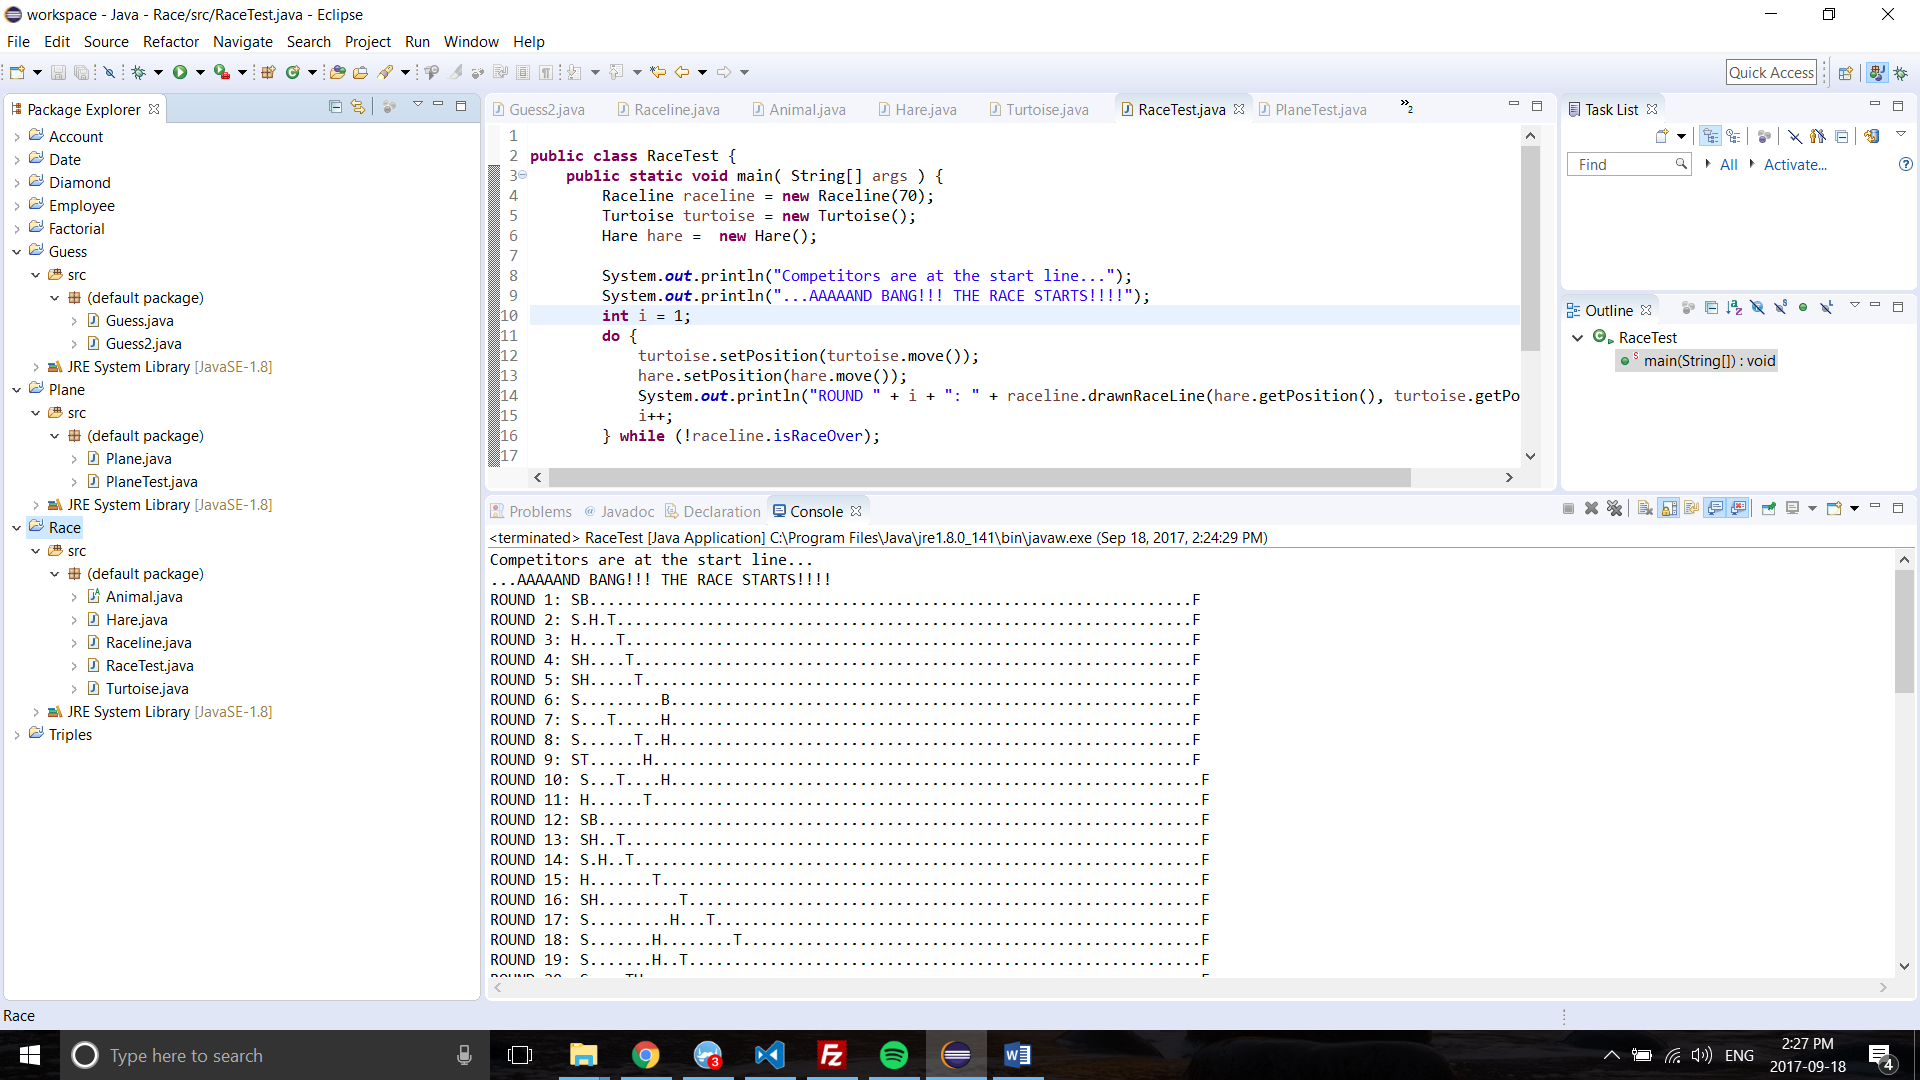 workspace - Java - Race/src/RaceTest.java - Eclipse
File Edit Source Refactor Navigate Search Project Run Window Help
Quick Access
Package Explorer
Account
Date
Diamond
Employee
Factorial
Guess
src
(default package)
Guess.java
Guess2.java
JRE System Library [JavaSE-1.8]
Plane
src
(default package)
Plane.java
PlaneTest.java
JRE System Library [JavaSE-1.8]
Race
src
(default package)
Animal.java
Hare.java
Raceline.java
RaceTest.java
Turtoise.java
JRE System Library [JavaSE-1.8]
Triples
Guess2.java Raceline.java Animal.java Hare.java Turtoise.java RaceTest.java PlaneTest.java »2
1
2 public class RaceTest {
3 public static void main( String[] args ) {
4 Raceline raceline = new Raceline(70);
5 Turtoise turtoise = new Turtoise();
6 Hare hare =  new Hare();
7
8 System.out.println("Competitors are at the start line...");
9 System.out.println("...AAAAAND BANG!!! THE RACE STARTS!!!!");
10 int i = 1;
11 do {
12 turtoise.setPosition(turtoise.move());
13 hare.setPosition(hare.move());
14 System.out.println("ROUND " + i + ": " + raceline.drawnRaceLine(hare.getPosition(), turtoise.getPo
15 i++;
16 } while (!raceline.isRaceOver);
17
Task List
Find All Activate...
Outline
RaceTest
main(String[]) : void
Problems @ Javadoc Declaration Console
<terminated> RaceTest [Java Application] C:\Program Files\Java\jre1.8.0_141\bin\javaw.exe (Sep 18, 2017, 2:24:29 PM)
Competitors are at the start line...
...AAAAAND BANG!!! THE RACE STARTS!!!!
ROUND 1: SB...................................................................F
ROUND 2: S.H.T................................................................F
ROUND 3: H....T...............................................................F
ROUND 4: SH....T..............................................................F
ROUND 5: SH.....T.............................................................F
ROUND 6: S.........B..........................................................F
ROUND 7: S...T.....H..........................................................F
ROUND 8: S......T..H..........................................................F
ROUND 9: ST......H............................................................F
ROUND 10: S...T....H...........................................................F
ROUND 11: H......T.............................................................F
ROUND 12: SB...................................................................F
ROUND 13: SH..T................................................................F
ROUND 14: S.H..T...............................................................F
ROUND 15: H.......T............................................................F
ROUND 16: SH.........T.........................................................F
ROUND 17: S.........H...T......................................................F
ROUND 18: S.......H........T...................................................F
ROUND 19: S.......H..T.........................................................F
Race
Type here to search
3
ENG
2:27 PM
2017-09-18
4